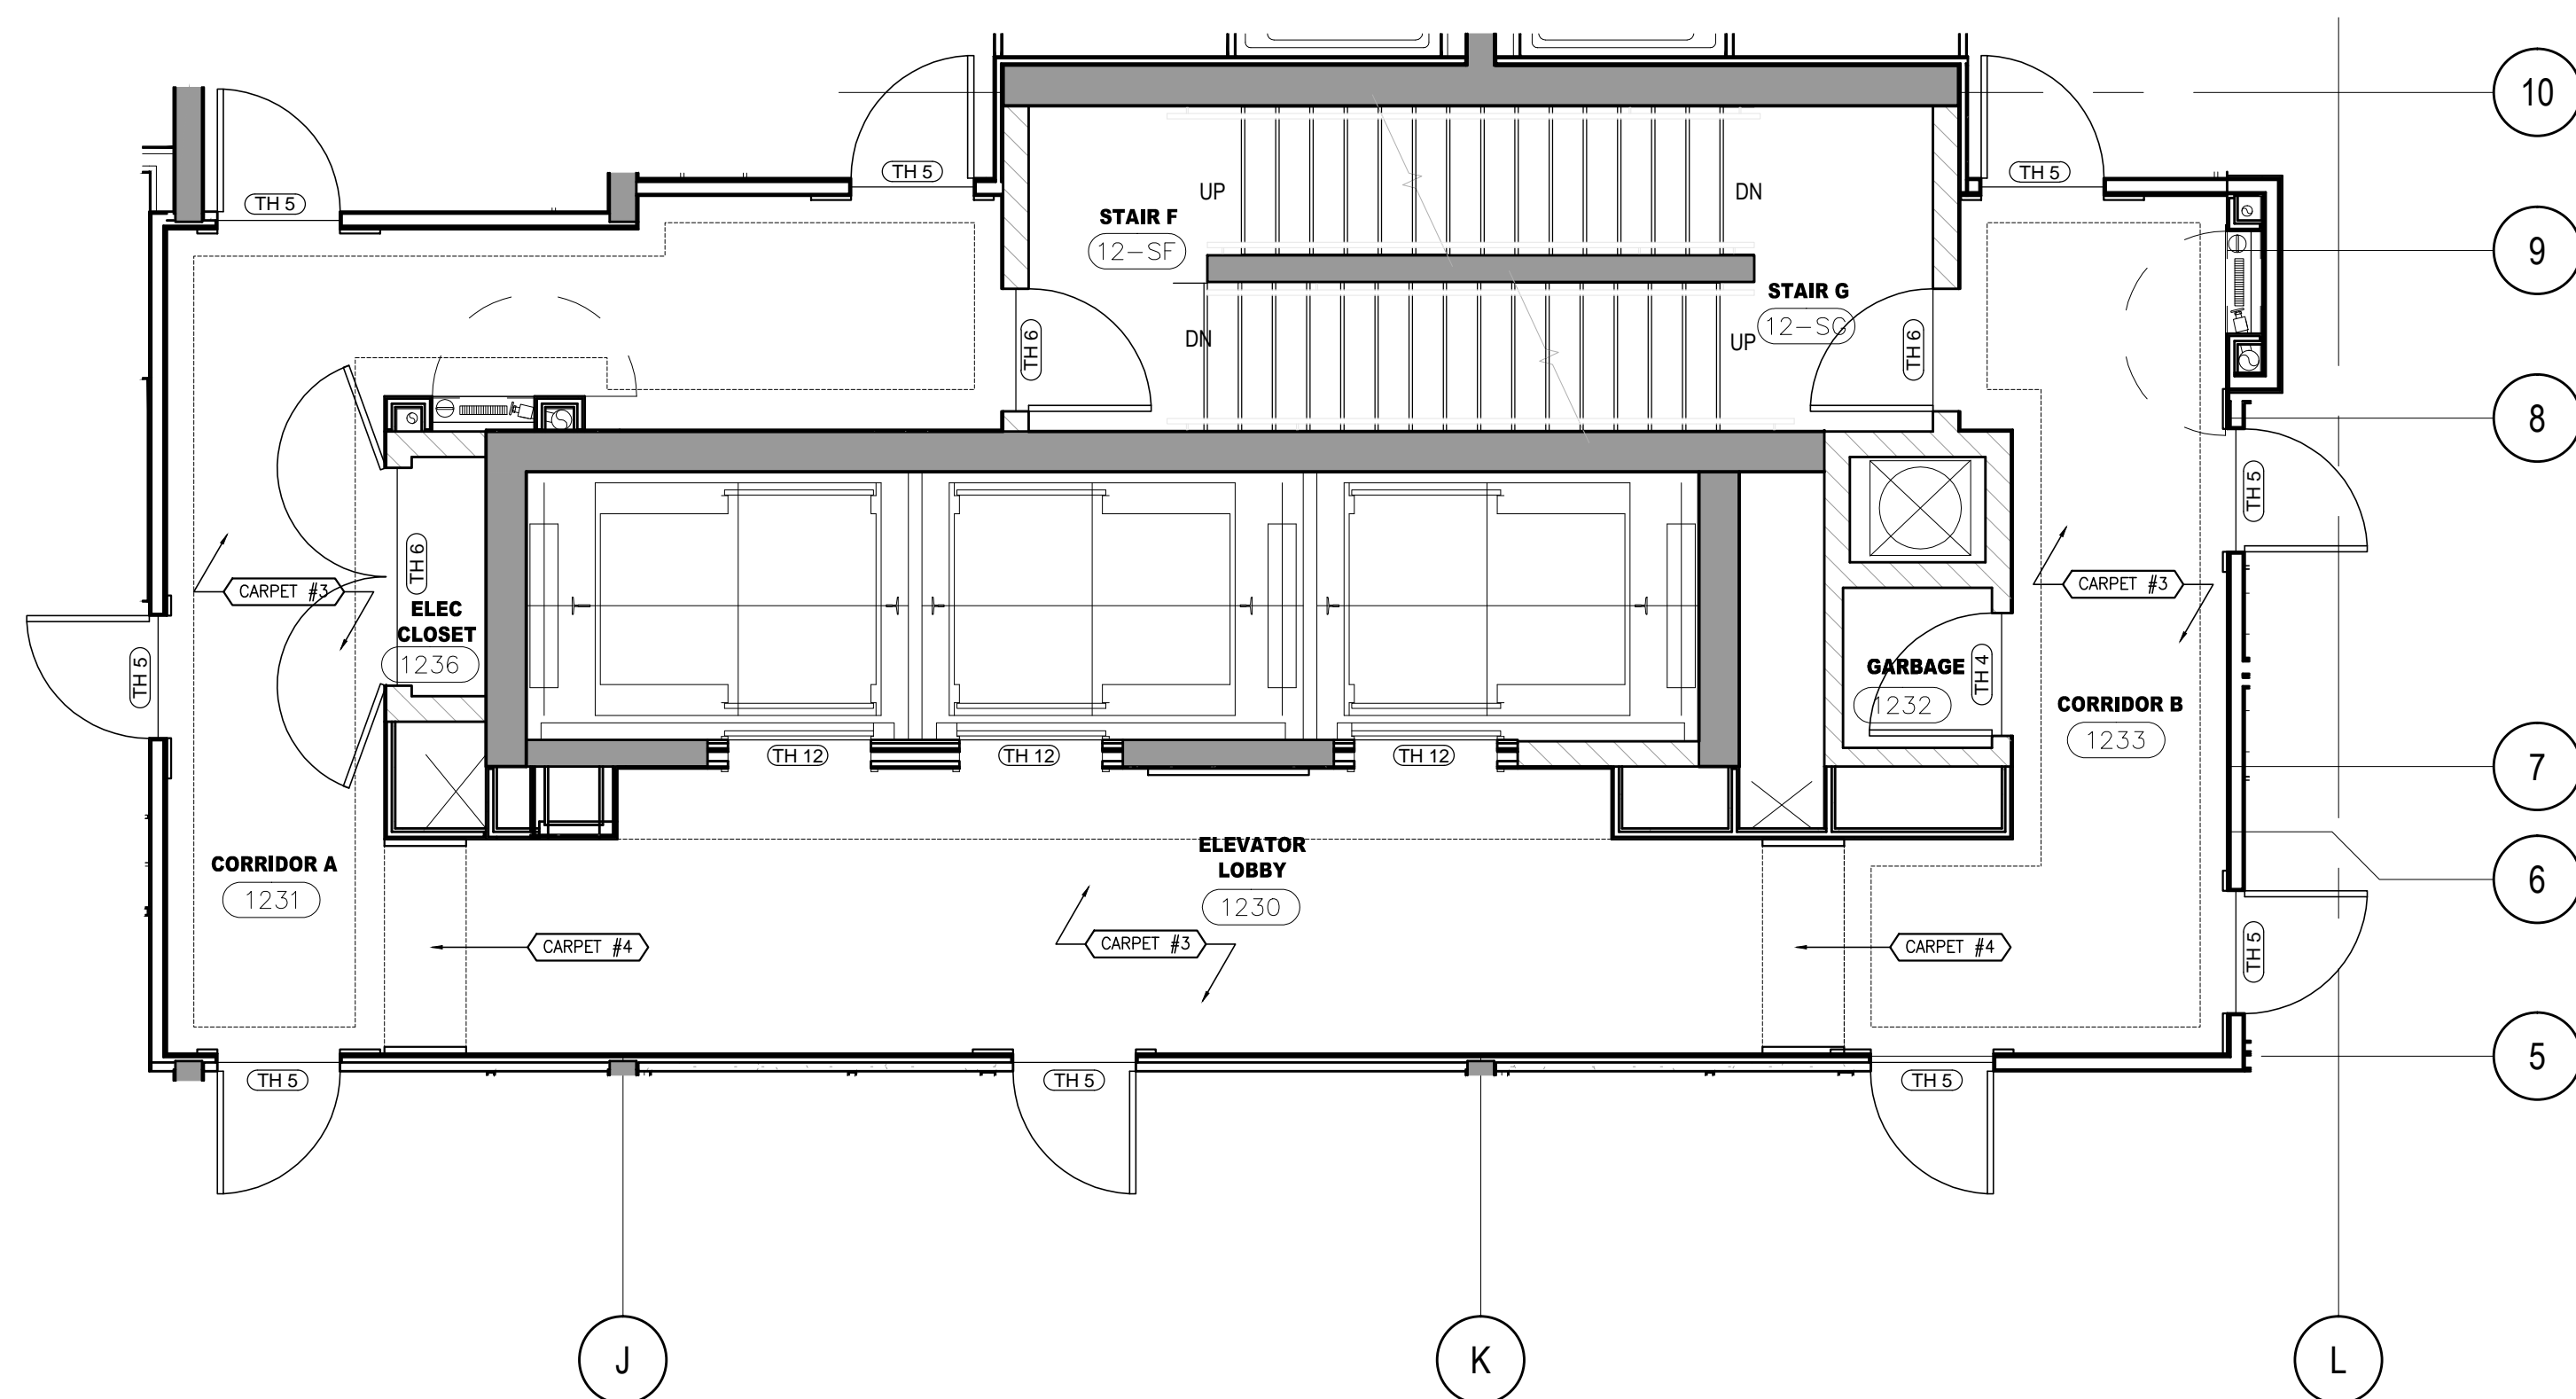 10
TH 5
TH 5
TH 5
UP
DN
STAIR F
12-SF
9
STAIR G
12-SG
DN
UP
TH 6
TH 6
8
TH 5
TH 6
CARPET #3
CARPET #3
ELEC
CLOSET
1236
TH 5
GARBAGE
1232
TH 4
CORRIDOR B
1233
TH 12
TH 12
TH 12
7
ELEVATOR
LOBBY
1230
CORRIDOR A
1231
6
CARPET #4
CARPET #3
CARPET #4
TH 5
5
TH 5
TH 5
TH 5
J
K
L